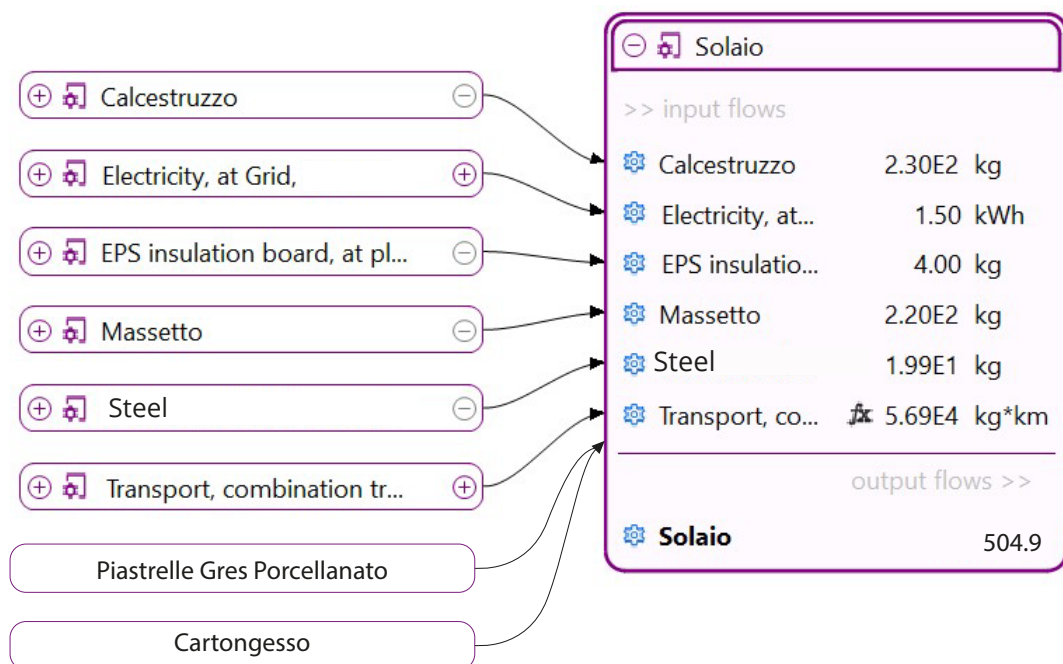 Calcestruzzo
Electricity, at Grid,
EPS insulation board, at pl...
Massetto
Steel
Transport, combination tr...
Piastrelle Gres Porcellanato
Cartongesso
Solaio
>> input flows
Calcestruzzo 2.30E2 kg
Electricity, at... 1.50 kWh
EPS insulatio... 4.00 kg
Massetto 2.20E2 kg
Steel 1.99E1 kg
Transport, co... fx 5.69E4 kg*km
output flows >>
Solaio 504.9